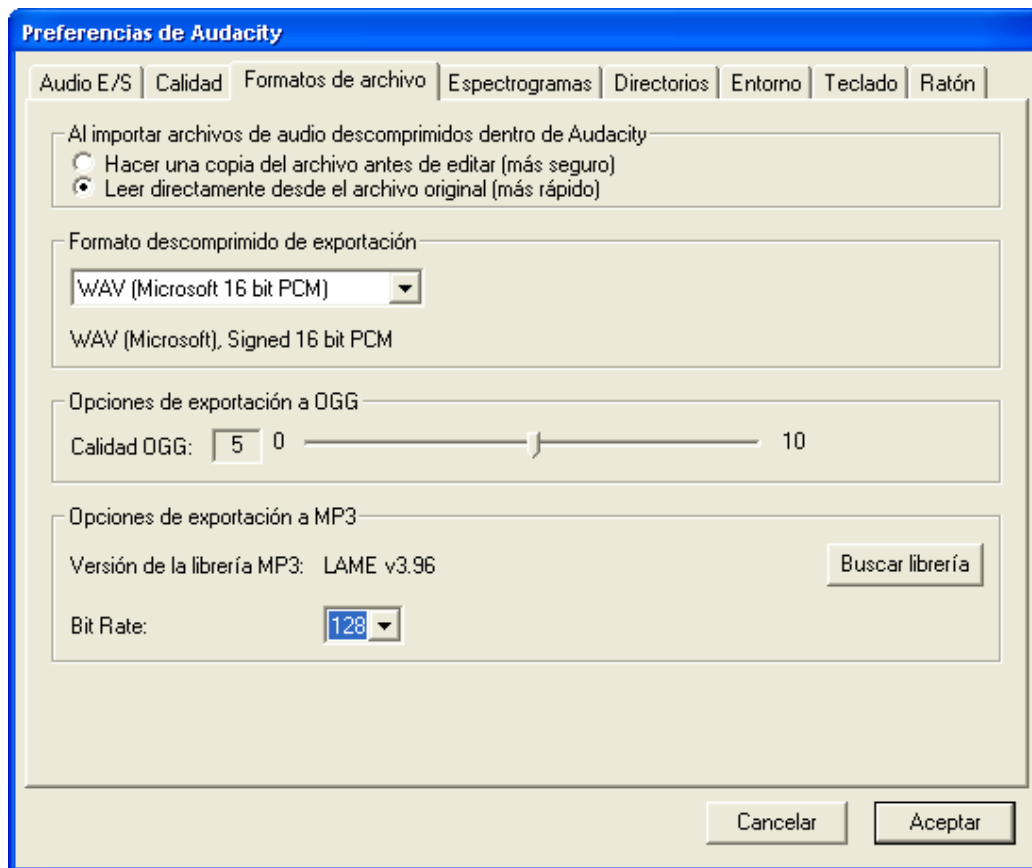 Preferencias de Audacity
Audio E/S Calidad Formatos de archivo Espectrogramas Directorios Entorno Teclado Ratón
Al importar archivos de audio descomprimidos dentro de Audacity
Hacer una copia del archivo antes de editar (más seguro)
Leer directamente desde el archivo original (más rápido)
Formato descomprimido de exportación
WAV (Microsoft 16 bit PCM)
WAV (Microsoft), Signed 16 bit PCM
Opciones de exportación a OGG
Calidad OGG: 5 0 10
Opciones de exportación a MP3
Versión de la librería MP3: LAME v3.96 Buscar librería
Bit Rate: 128
Cancelar Aceptar